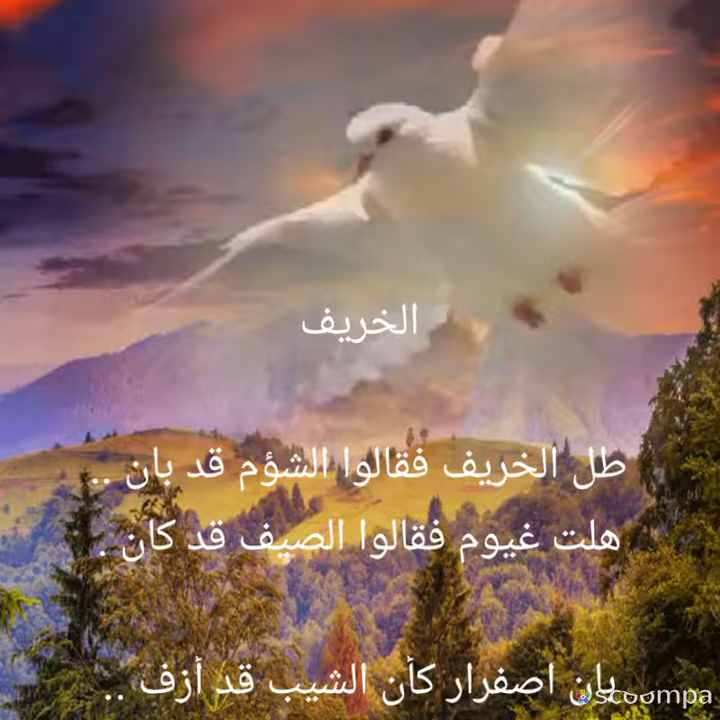 الخريف
طل الخريف فقالوا الشؤم قد بان ..
هلت غيوم فقالوا الصيف قد كان .
بان اصفرار كأن الشيب قد أزف ..
scoompa